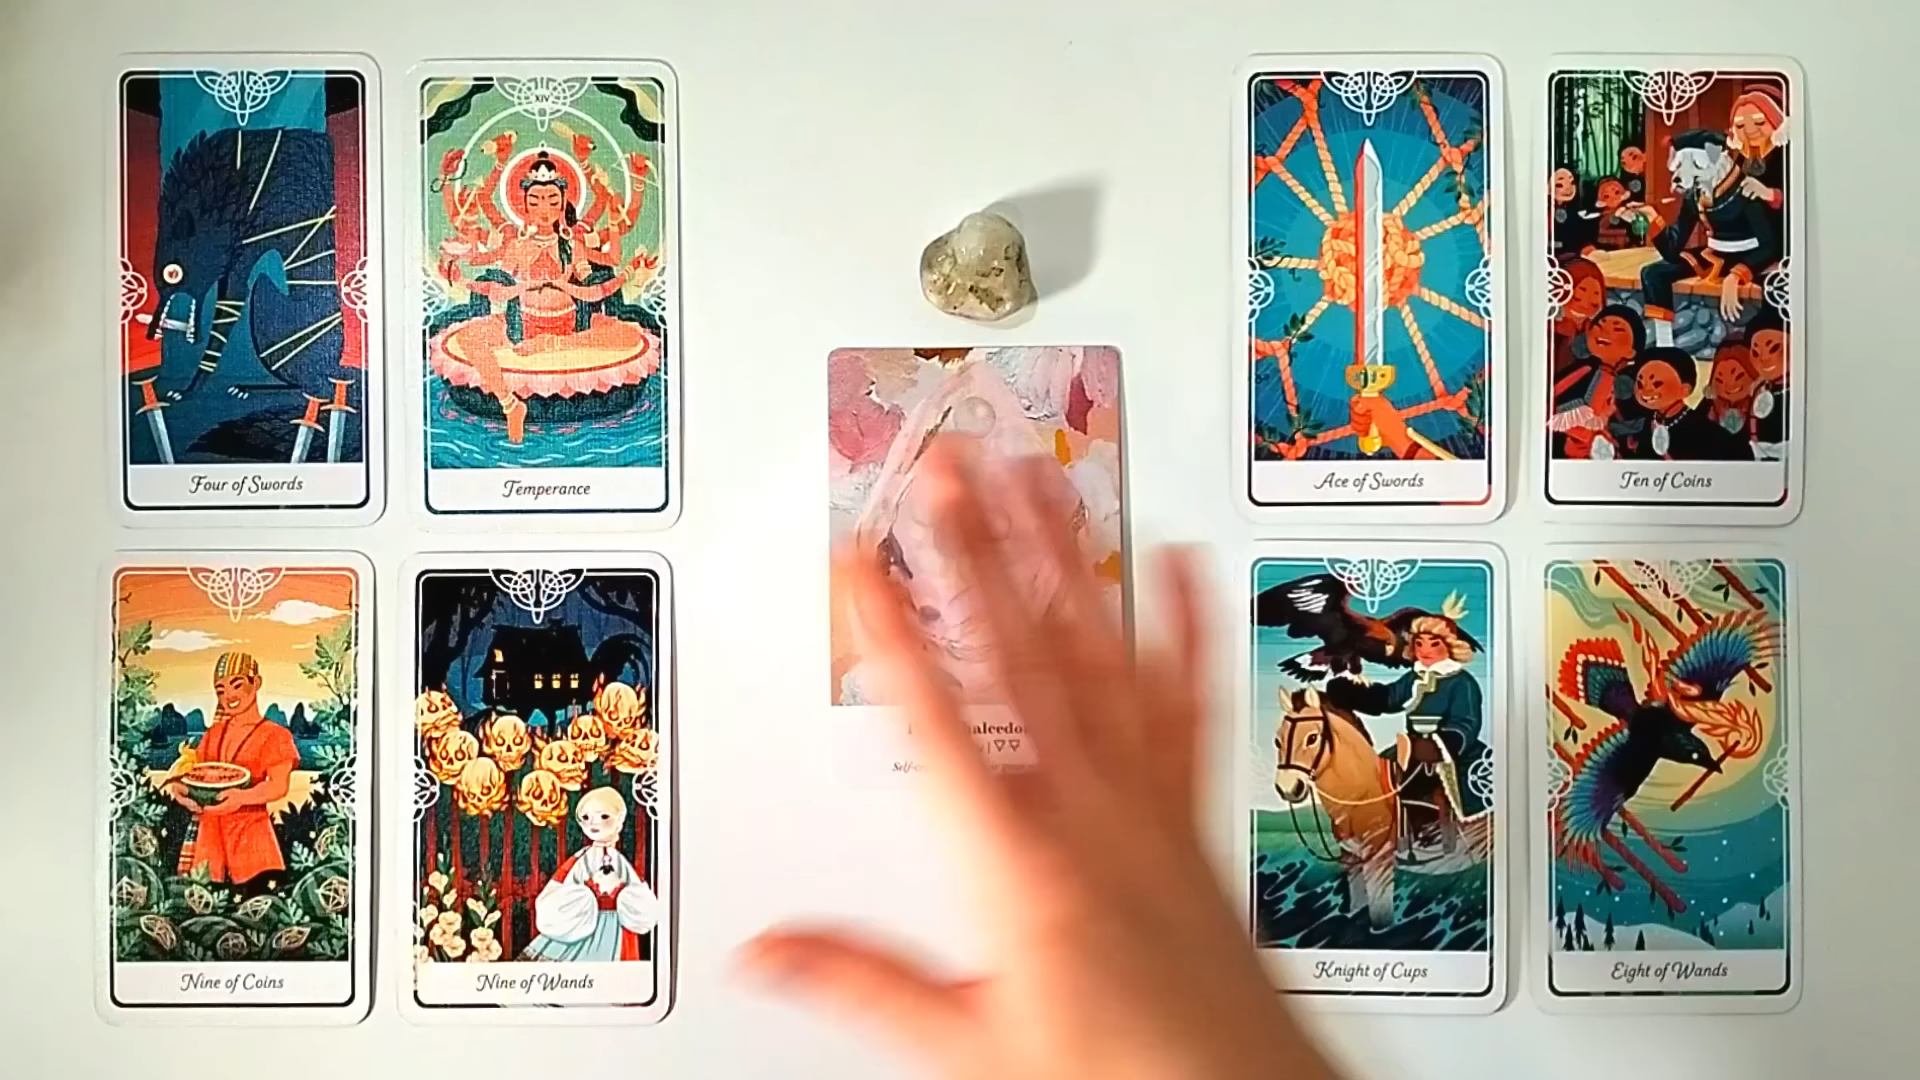 Four of Swords
XIV
Temperance
Ace of Swords
Ten of Coins
Nine of Coins
Nine of Wands
Knight of Cups
Eight of Wands